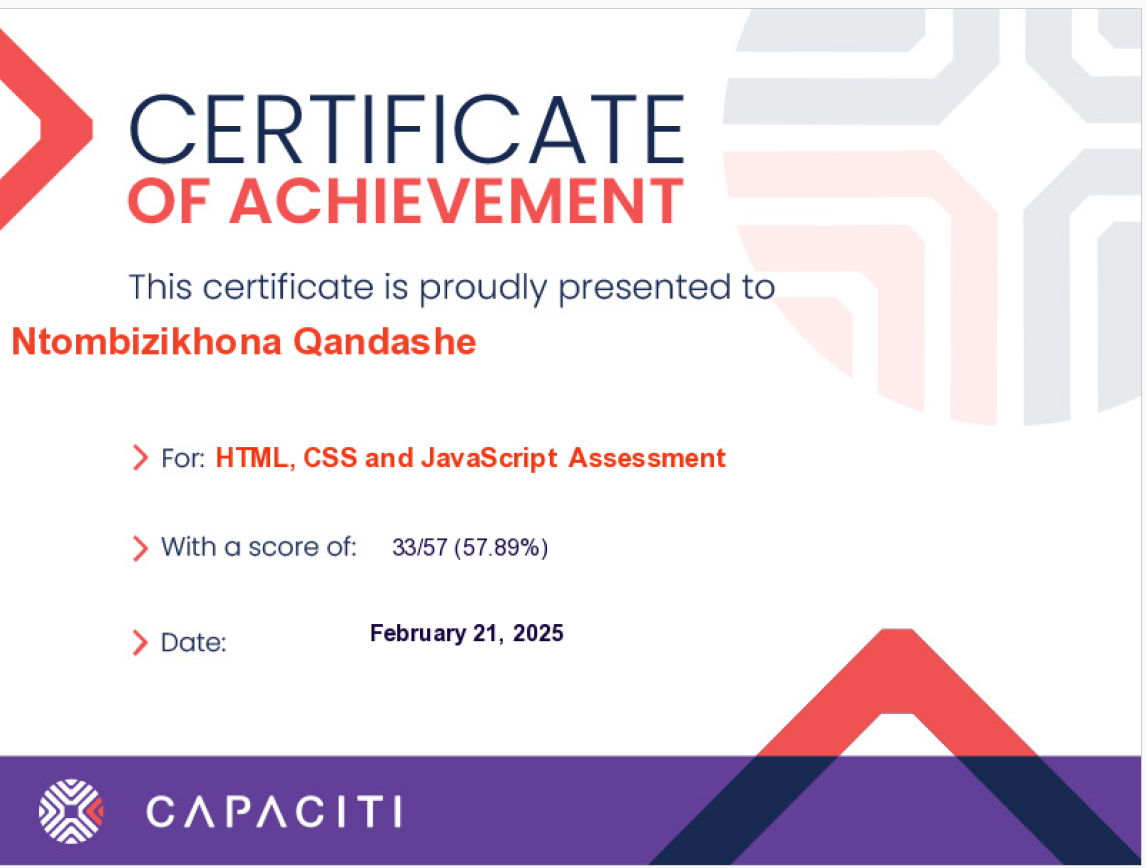 CERTIFICATE
OF ACHIEVEMENT
This certificate is proudly presented to
Ntombizikhona Qandashe
For: HTML, CSS and JavaScript Assessment
With a score of: 33/57 (57.89%)
Date: February 21, 2025
CAPACITI